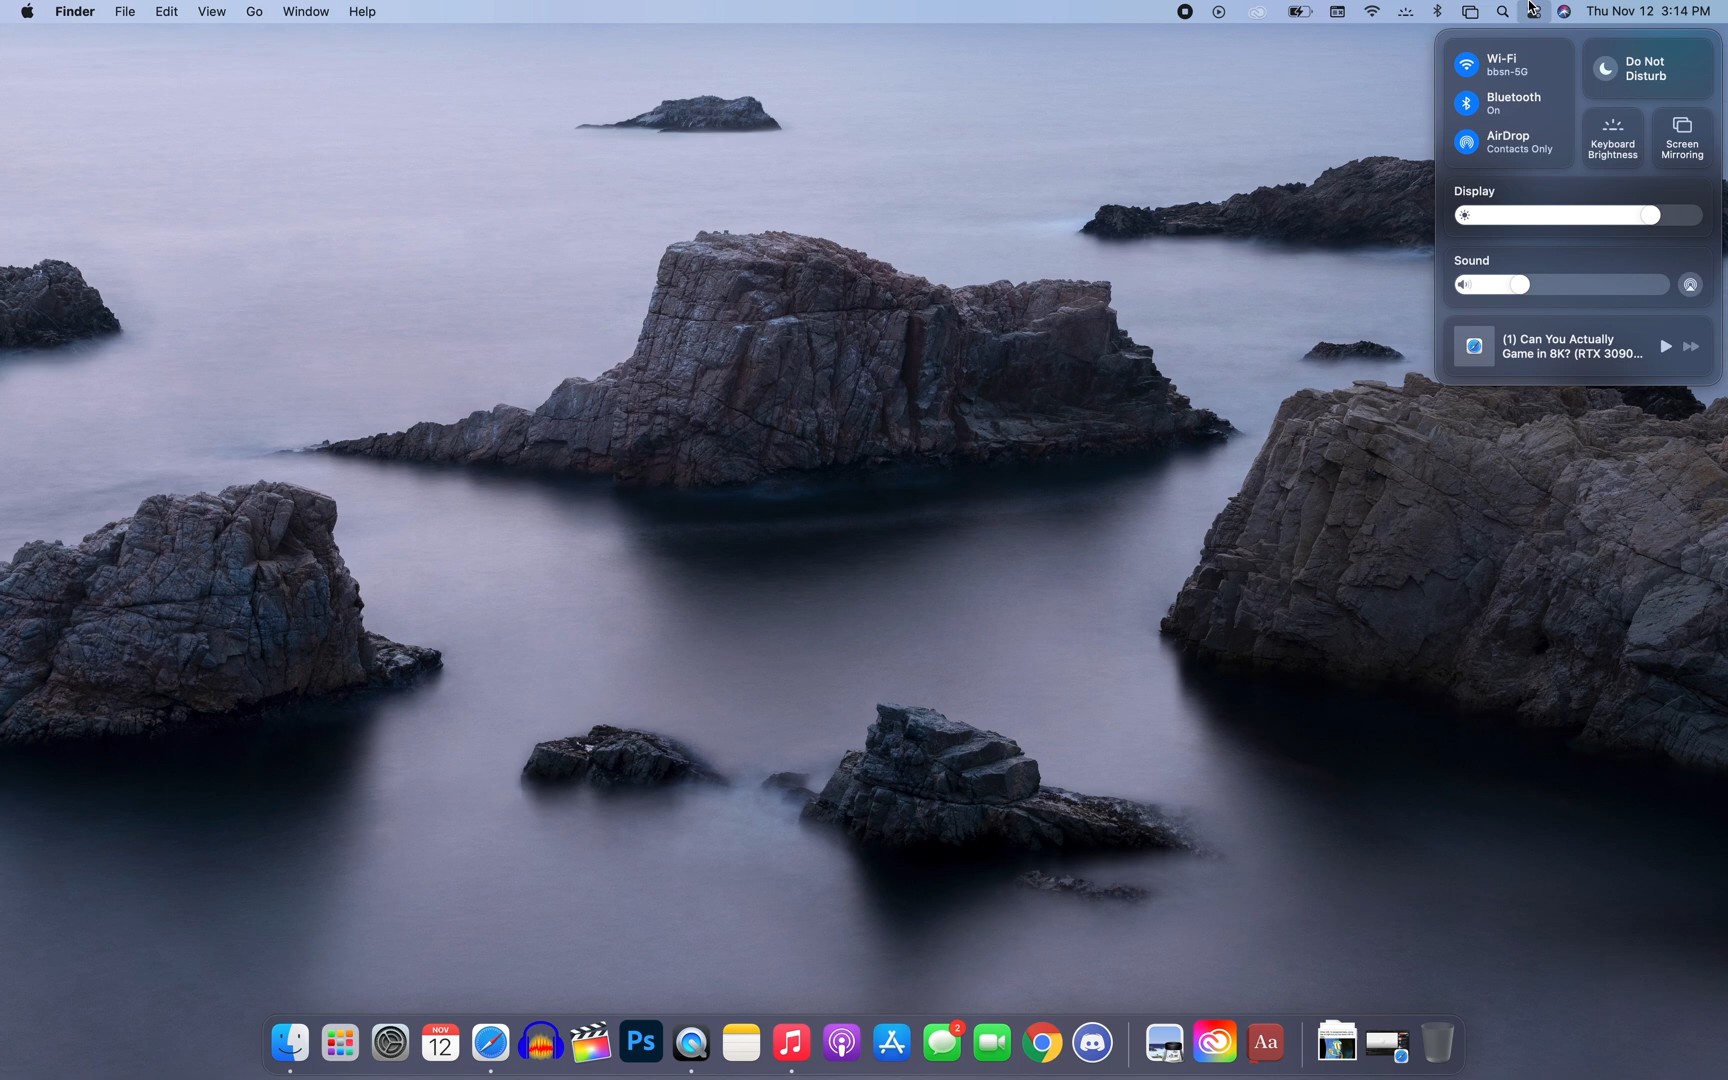 Finder File Edit View Go Window Help Thu Nov 12 3:14 PM
Wi-Fi
bbsn-5G
Bluetooth
On
AirDrop
Contacts Only
Do Not
Disturb
Keyboard
Brightness
Screen
Mirroring
Display
Sound
(1) Can You Actually
Game in 8K? (RTX 3090...
NOV
12
Ps
2
Aa